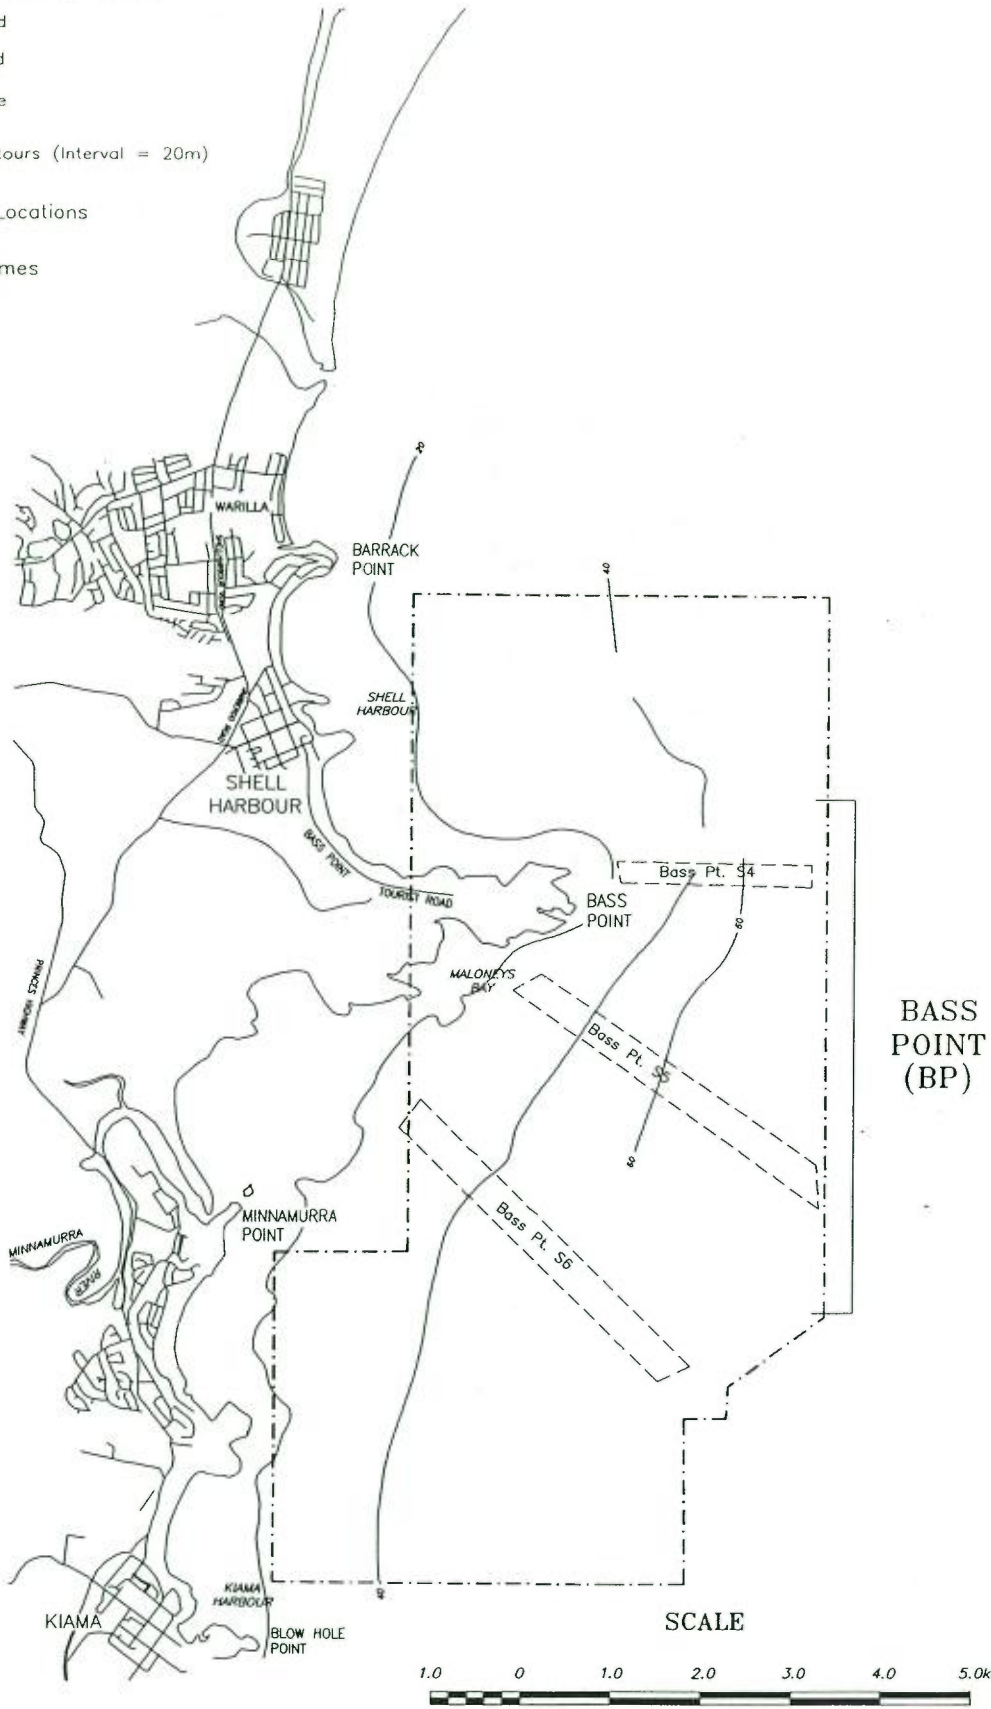 d
d
e
tours (Interval = 20m)
Locations
mes
20
WARILLA
SHELLHARBOUR ROAD
BARRACK
POINT
40
SHELL
HARBOUR
SHELL
HARBOUR
BASS POINT
TOURIST ROAD
Bass Pt. S4
BASS
POINT
60
MALONEYS
BAY
PRINCES HIGHWAY
BASS
POINT
(BP)
Bass Pt. S5
60
MINNAMURRA
POINT
MINNAMURRA
RIVER
Bass Pt. S6
KIAMA
HARBOUR
40
KIAMA
BLOW HOLE
POINT
SCALE
1.0 0 1.0 2.0 3.0 4.0 5.0k